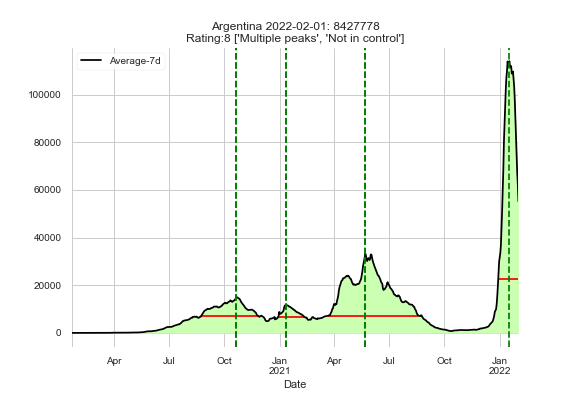 Argentina 2022-02-01: 8427778
Rating:8 ['Multiple peaks', 'Not in control']
Average-7d
100000
80000
60000
40000
20000
0
Apr Jul Oct Jan Apr Jul Oct Jan
2021 2022
Date